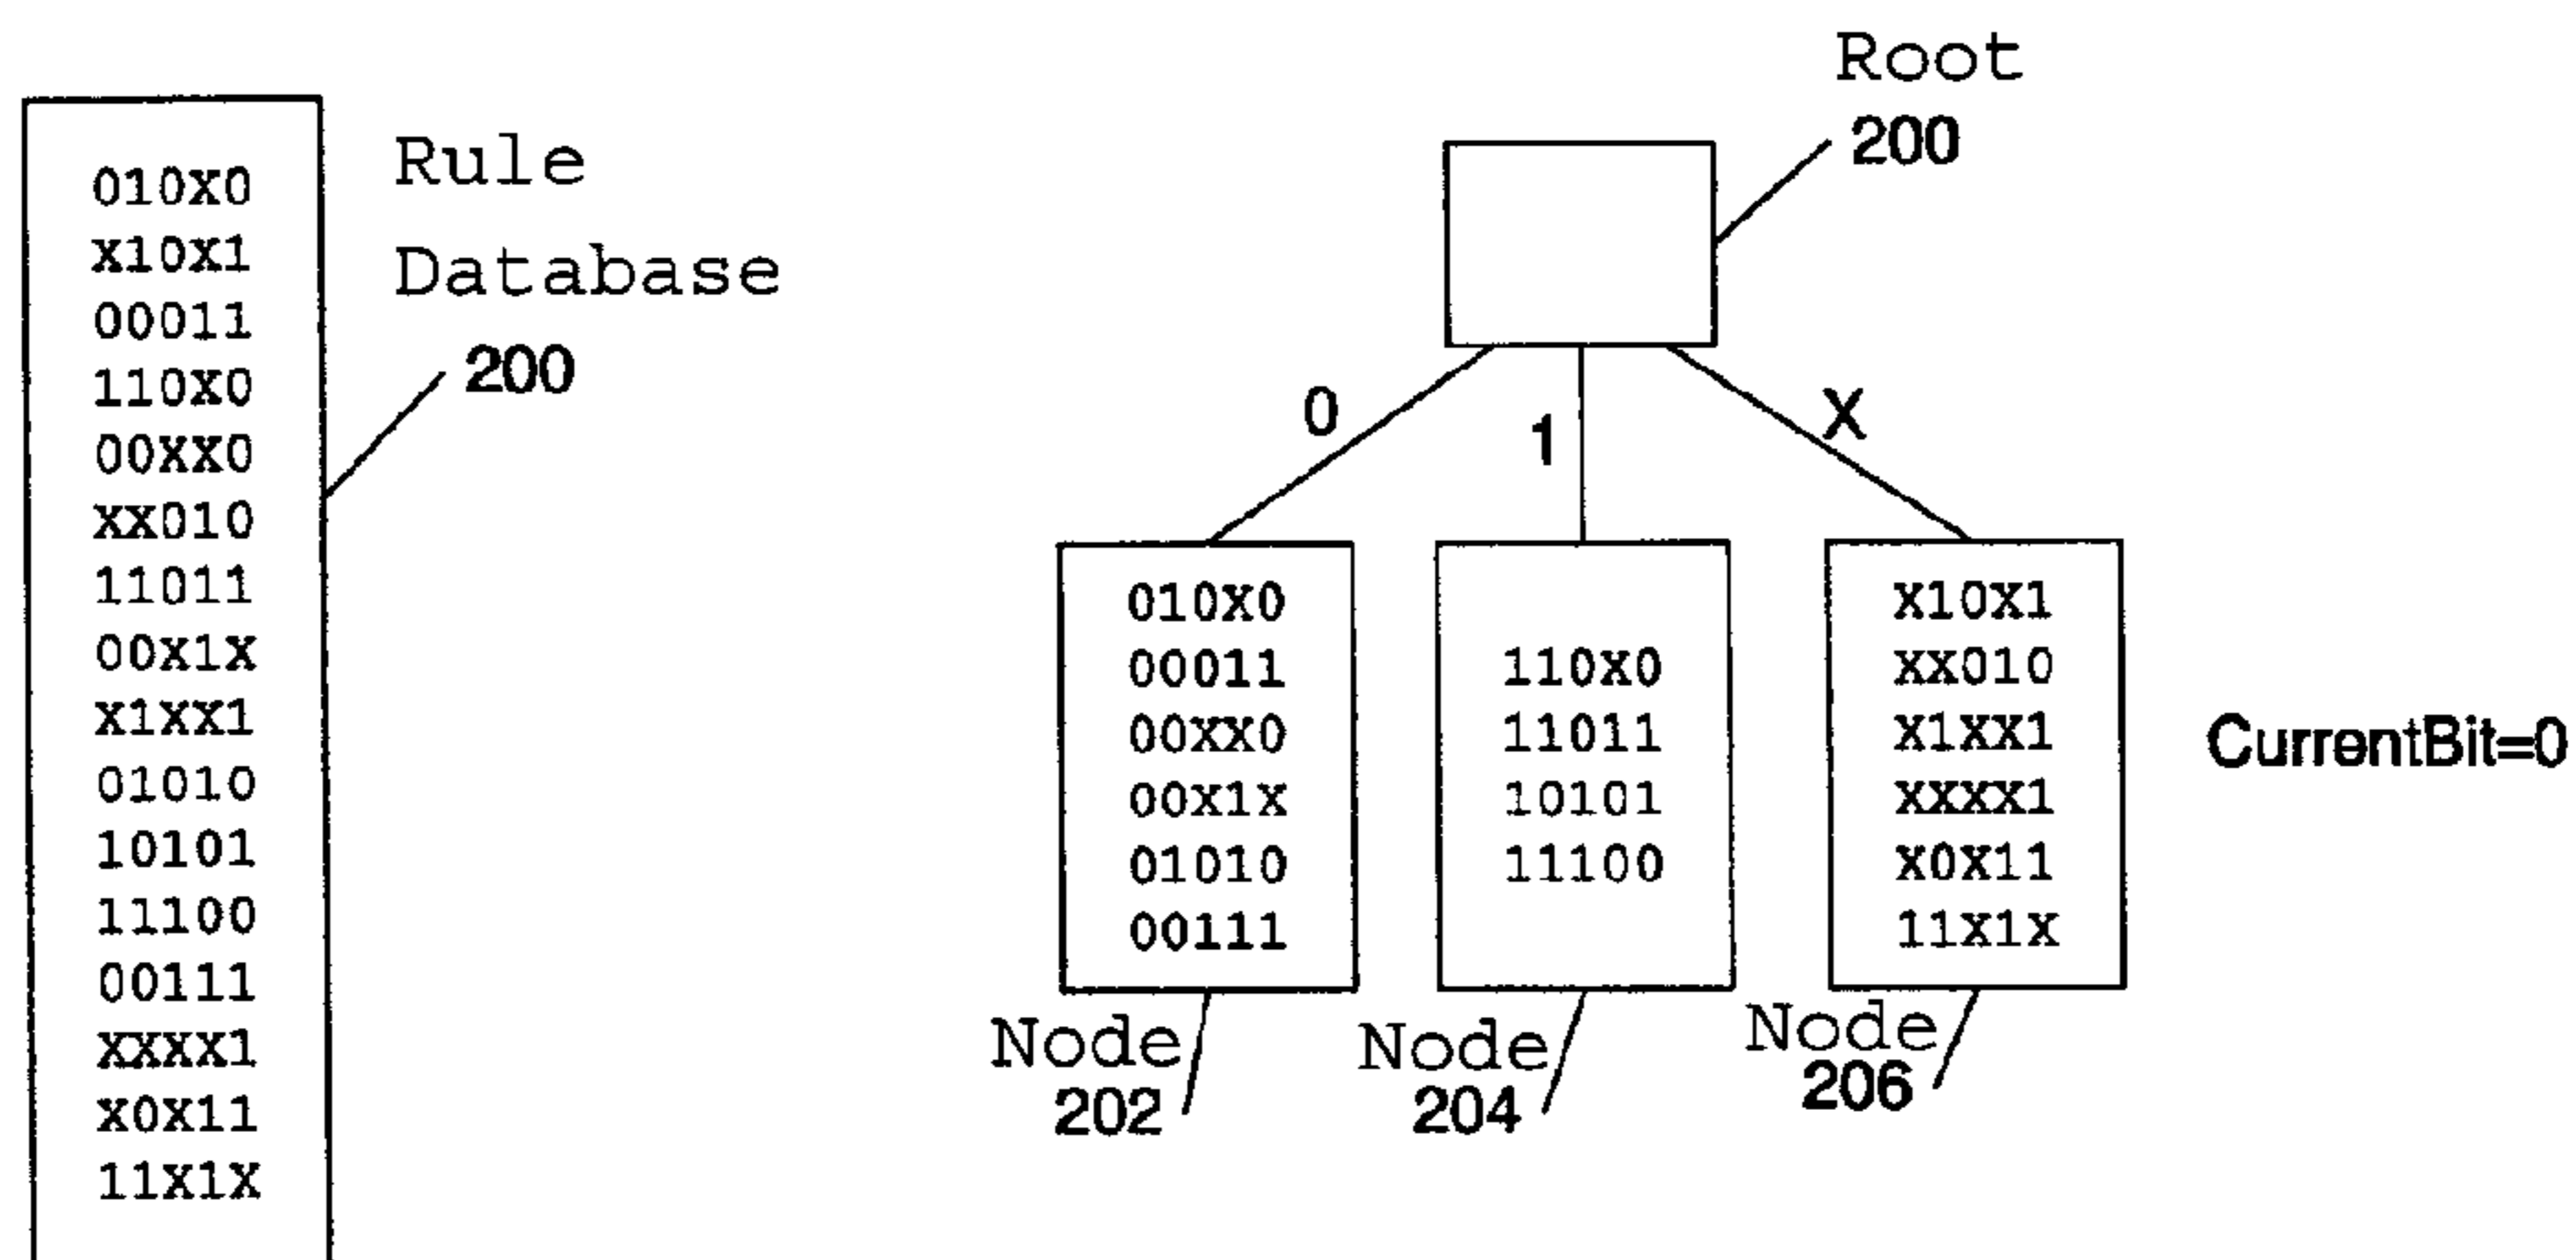 010X0
X10X1
00011
110X0
00XX0
XX010
11011
00X1X
X1XX1
01010
10101
11100
00111
XXXX1
X0X11
11X1X
Rule
Database
200
Root
200
0
1
X
010X0
00011
00XX0
00X1X
01010
00111
Node
202
110X0
11011
10101
11100
Node
204
X10X1
XX010
X1XX1
XXXX1
X0X11
11X1X
Node
206
CurrentBit=0